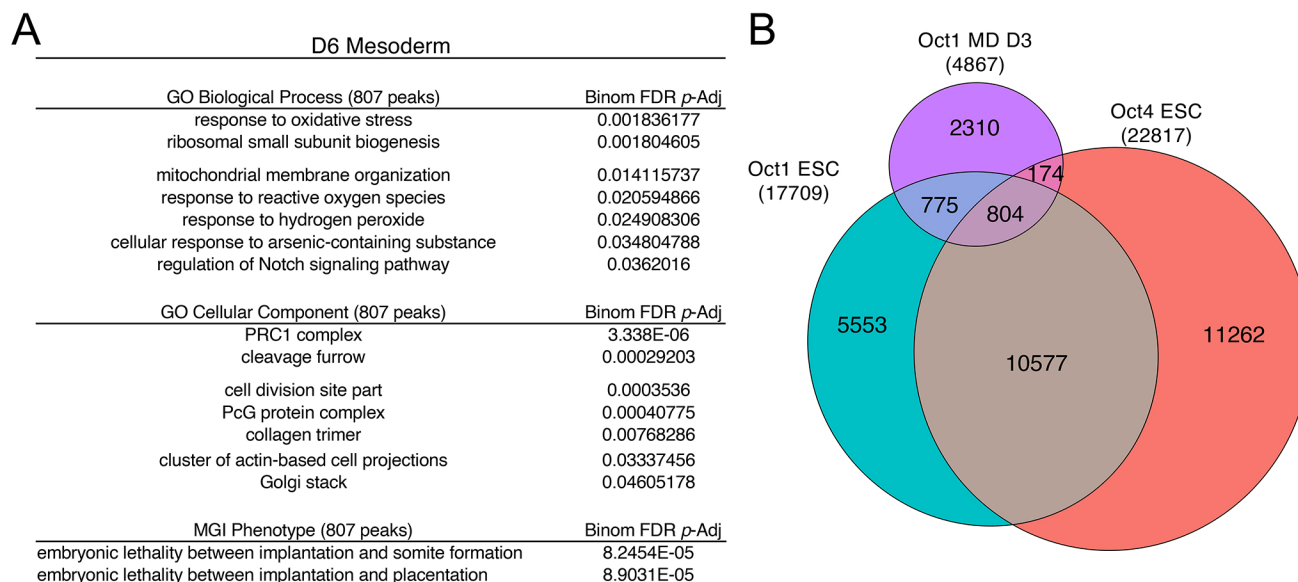 A
D6 Mesoderm
GO Biological Process (807 peaks) Binom FDR p-Adj
response to oxidative stress 0.001836177
ribosomal small subunit biogenesis 0.001804605
mitochondrial membrane organization 0.014115737
response to reactive oxygen species 0.020594866
response to hydrogen peroxide 0.024908306
cellular response to arsenic-containing substance 0.034804788
regulation of Notch signaling pathway 0.0362016
GO Cellular Component (807 peaks) Binom FDR p-Adj
PRC1 complex 3.338E-06
cleavage furrow 0.00029203
cell division site part 0.0003536
PcG protein complex 0.00040775
collagen trimer 0.00768286
cluster of actin-based cell projections 0.03337456
Golgi stack 0.04605178
MGI Phenotype (807 peaks) Binom FDR p-Adj
embryonic lethality between implantation and somite formation 8.2454E-05
embryonic lethality between implantation and placentation 8.9031E-05
B
Oct1 MD D3
(4867)
Oct4 ESC
(22817)
Oct1 ESC
(17709)
2310
174
775
804
5553
10577
11262